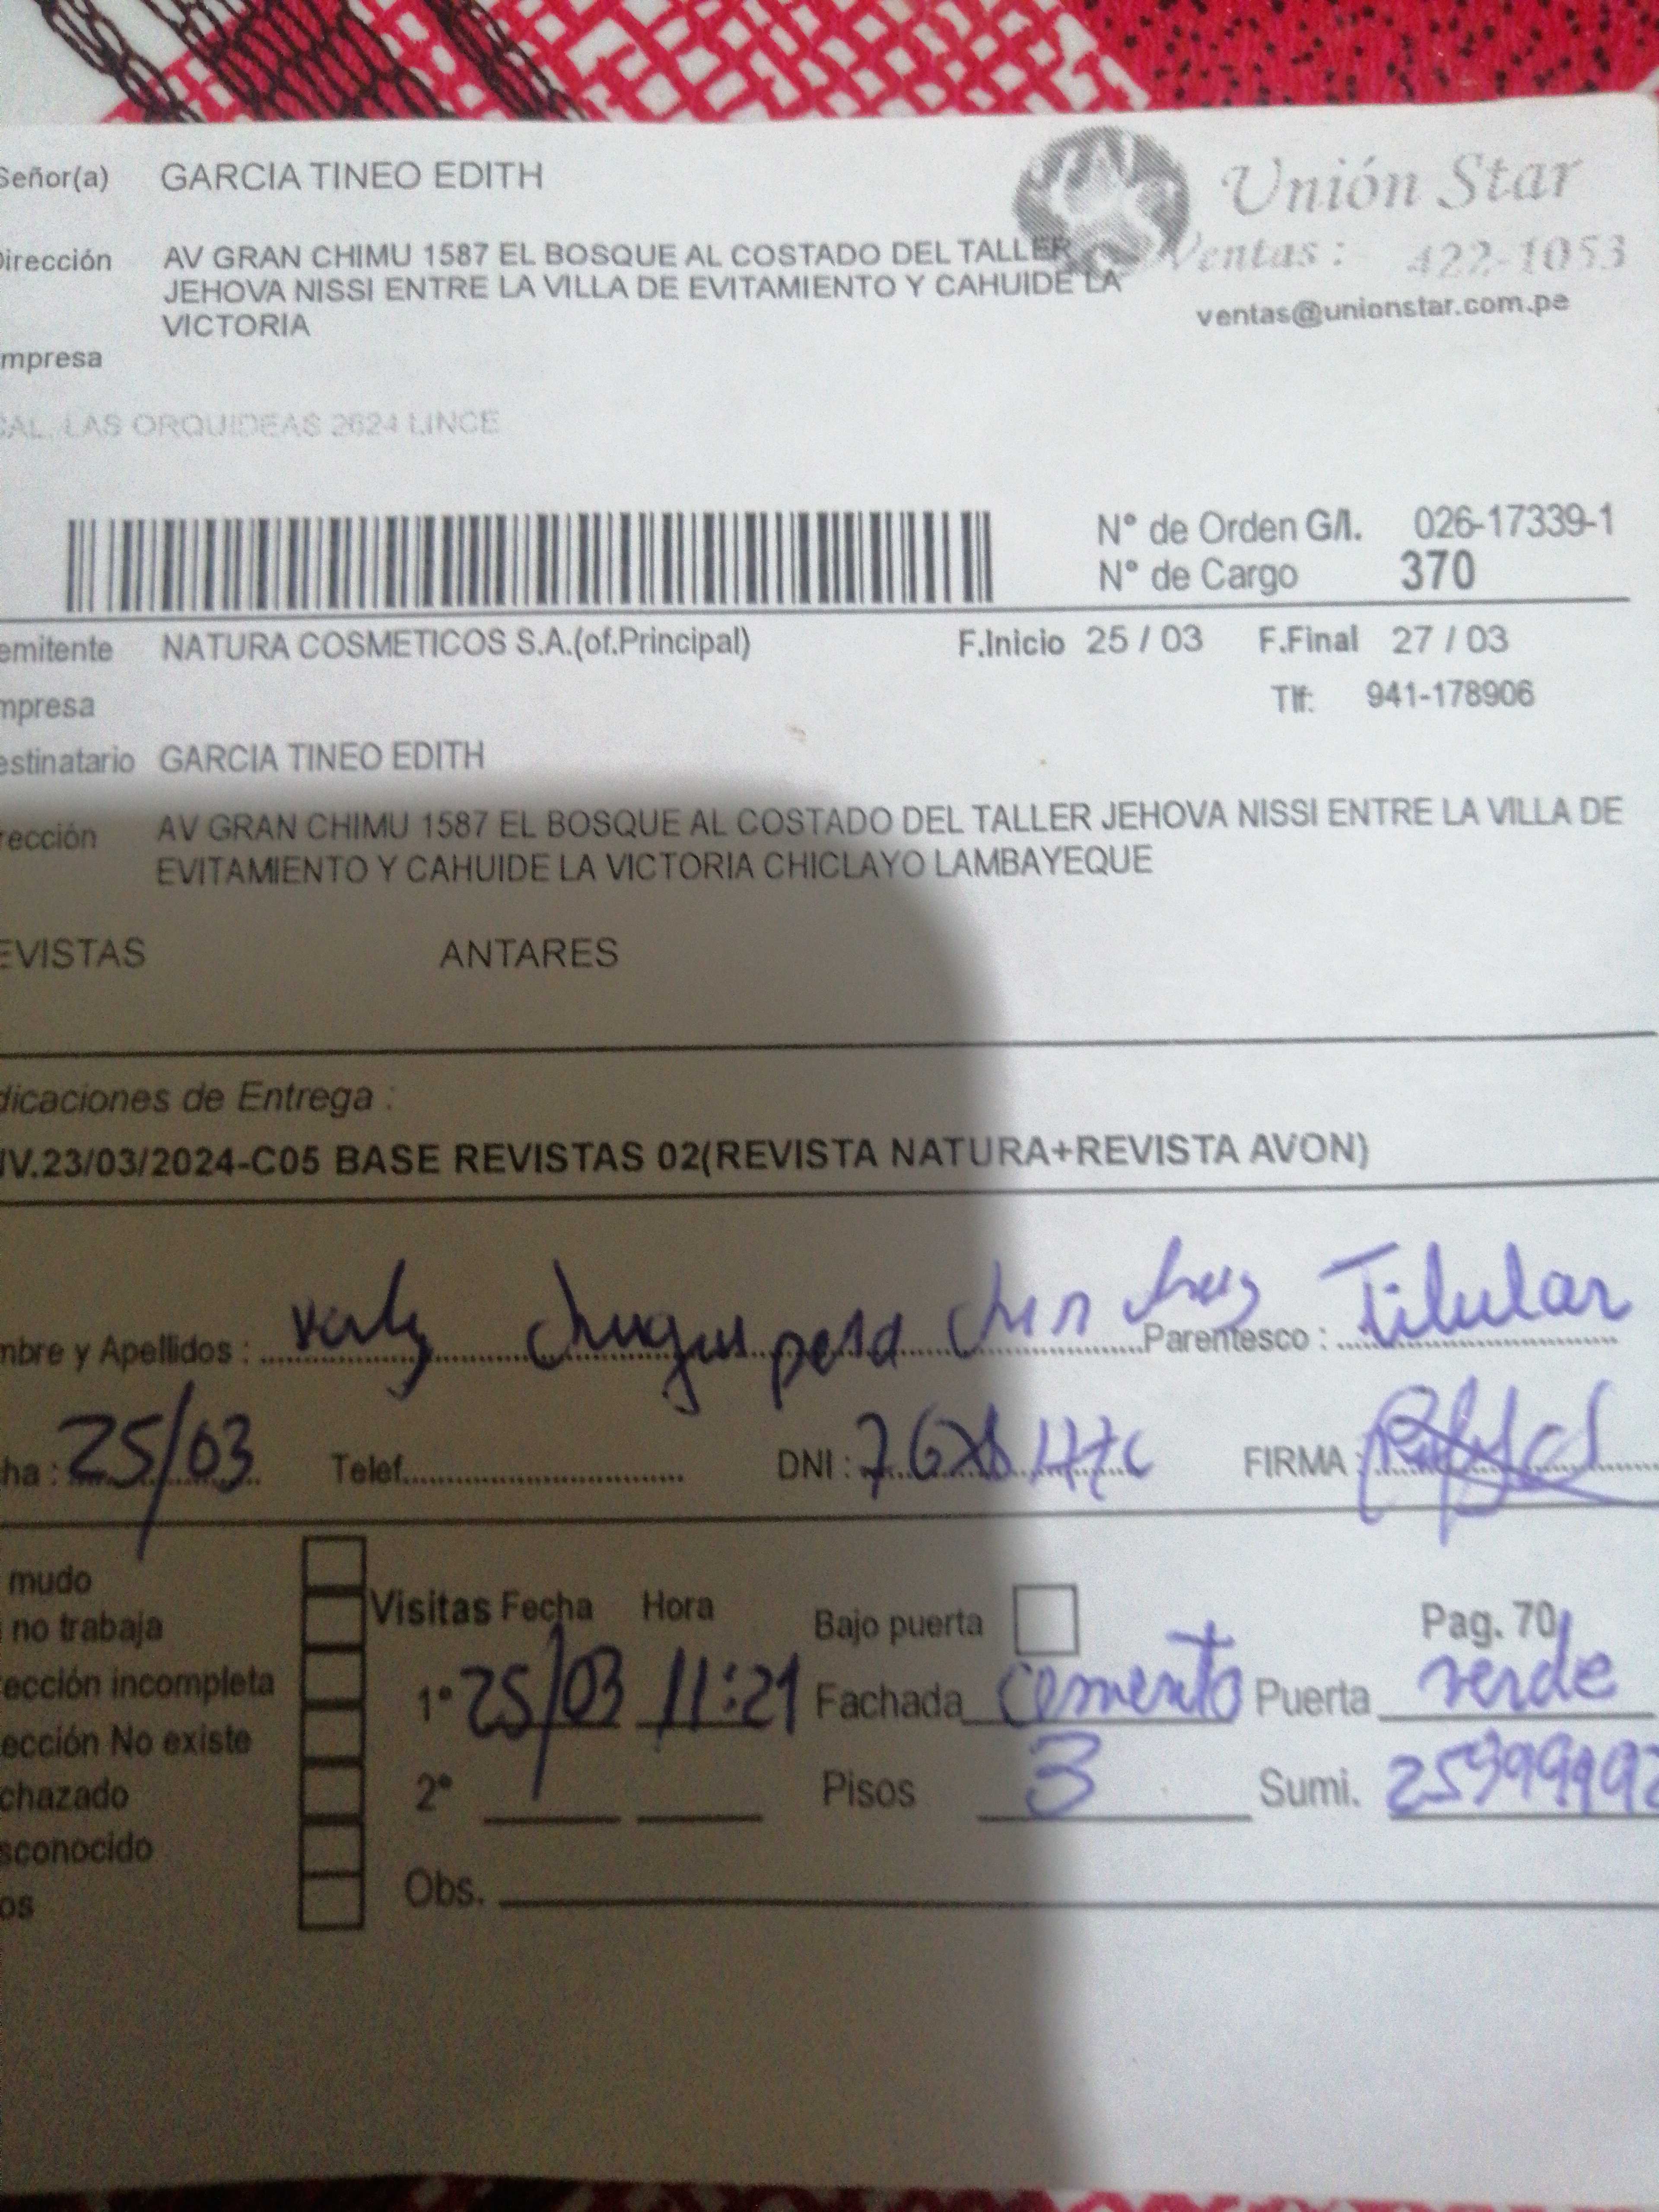 Señor(a) GARCIA TINEO EDITH
Unión Star
Dirección AV GRAN CHIMU 1587 EL BOSQUE AL COSTADO DEL TALLER
Ventas : 422-1053
JEHOVA NISSI ENTRE LA VILLA DE EVITAMIENTO Y CAHUIDE LA
ventas@unionstar.com.pe
VICTORIA
mpresa
CAL. LAS ORQUIDEAS 2624 LINCE
N° de Orden G/I. 026-17339-1
N° de Cargo 370
emitente NATURA COSMETICOS S.A.(of.Principal) F.Inicio 25 / 03 F.Final 27 / 03
mpresa Tlf: 941-178906
estinatario GARCIA TINEO EDITH
rección AV GRAN CHIMU 1587 EL BOSQUE AL COSTADO DEL TALLER JEHOVA NISSI ENTRE LA VILLA DE
EVITAMIENTO Y CAHUIDE LA VICTORIA CHICLAYO LAMBAYEQUE
EVISTAS ANTARES
dicaciones de Entrega :
IV.23/03/2024-C05 BASE REVISTAS 02(REVISTA NATURA+REVISTA AVON)
mbre y Apellidos : Parentesco : Titular
ha : 25/03 Telef. DNI : FIRMA :
mudo
no trabaja Visitas Fecha Hora Bajo puerta Pag. 70
ección incompleta 1° 25/03 11:21 Fachada cemento Puerta verde
ección No existe
chazado 2° Pisos 3 Sumi.
sconocido
os Obs.